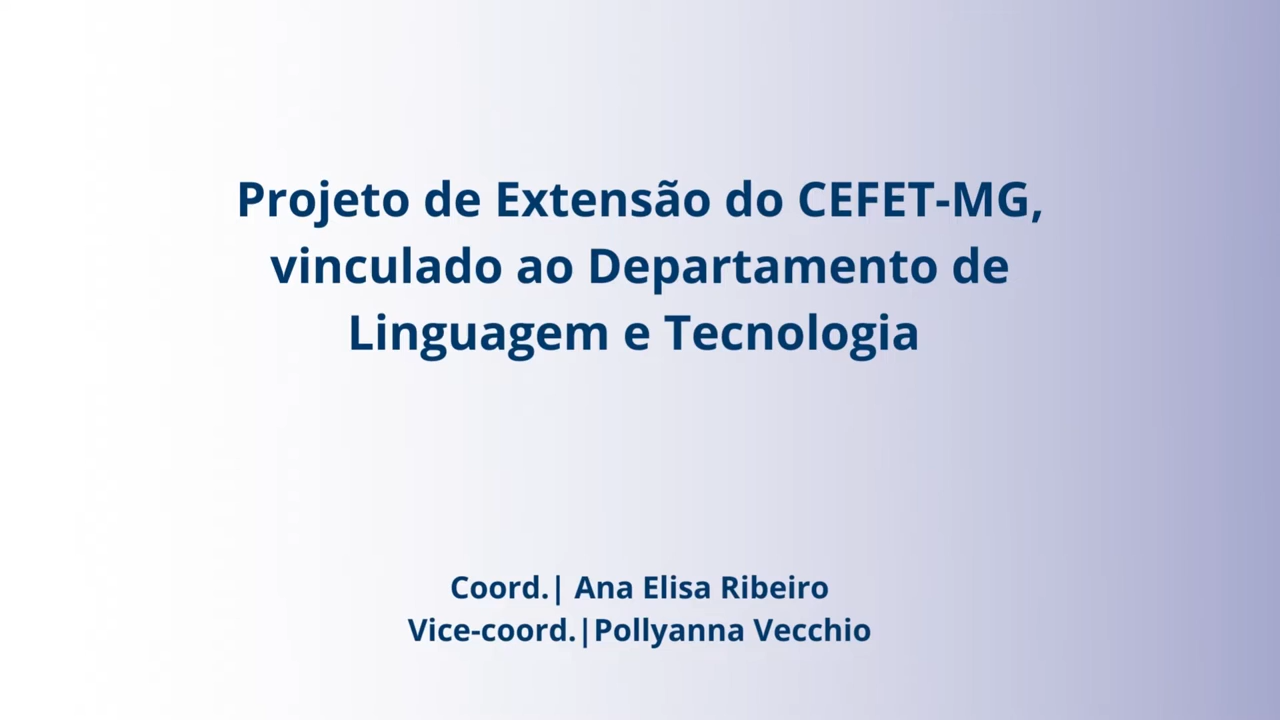 Projeto de Extensão do CEFET-MG,
vinculado ao Departamento de
Linguagem e Tecnologia
Coord.| Ana Elisa Ribeiro
Vice-coord.|Pollyanna Vecchio